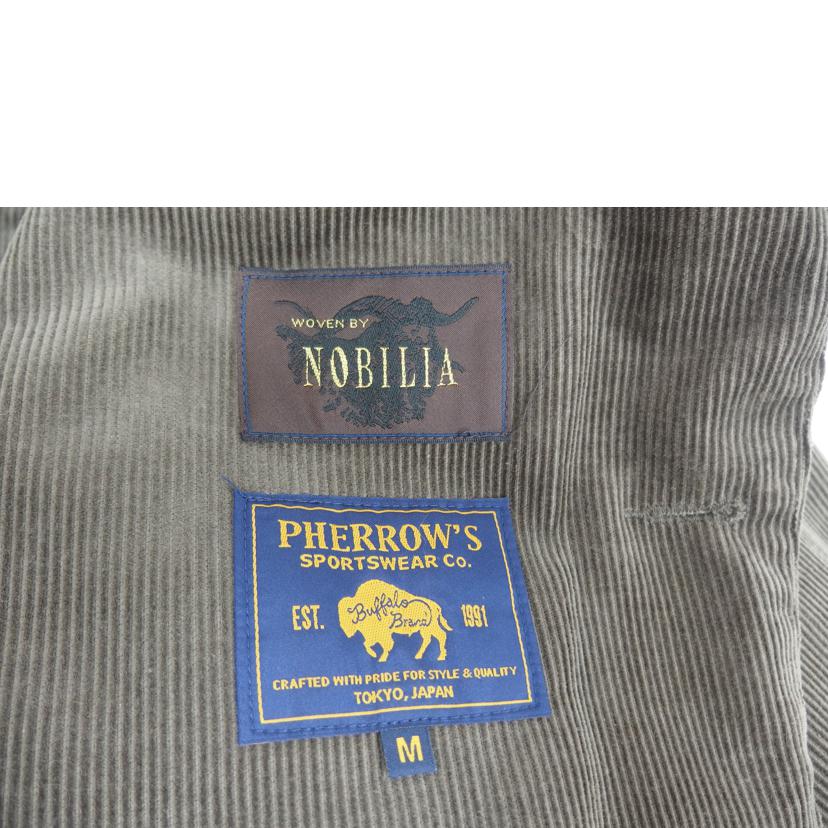 WOVEN BY
NOBILIA
PHERROW'S
SPORTSWEAR Co.
EST. Buffalo 1991
Brand
CRAFTED WITH PRIDE FOR STYLE & QUALITY
TOKYO, JAPAN
M